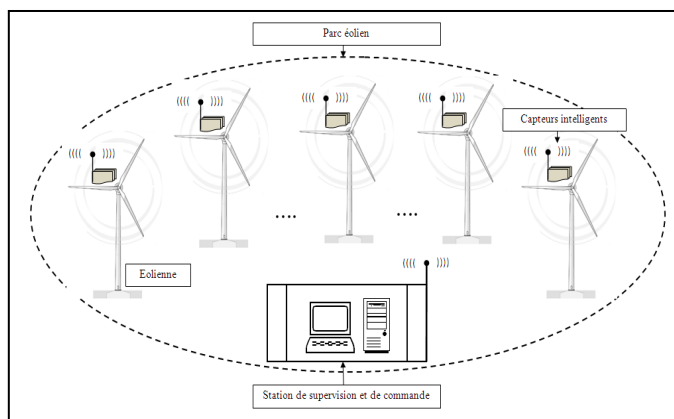 Parc éolien
Capteurs intelligents
Eolienne
Station de supervision et de commande